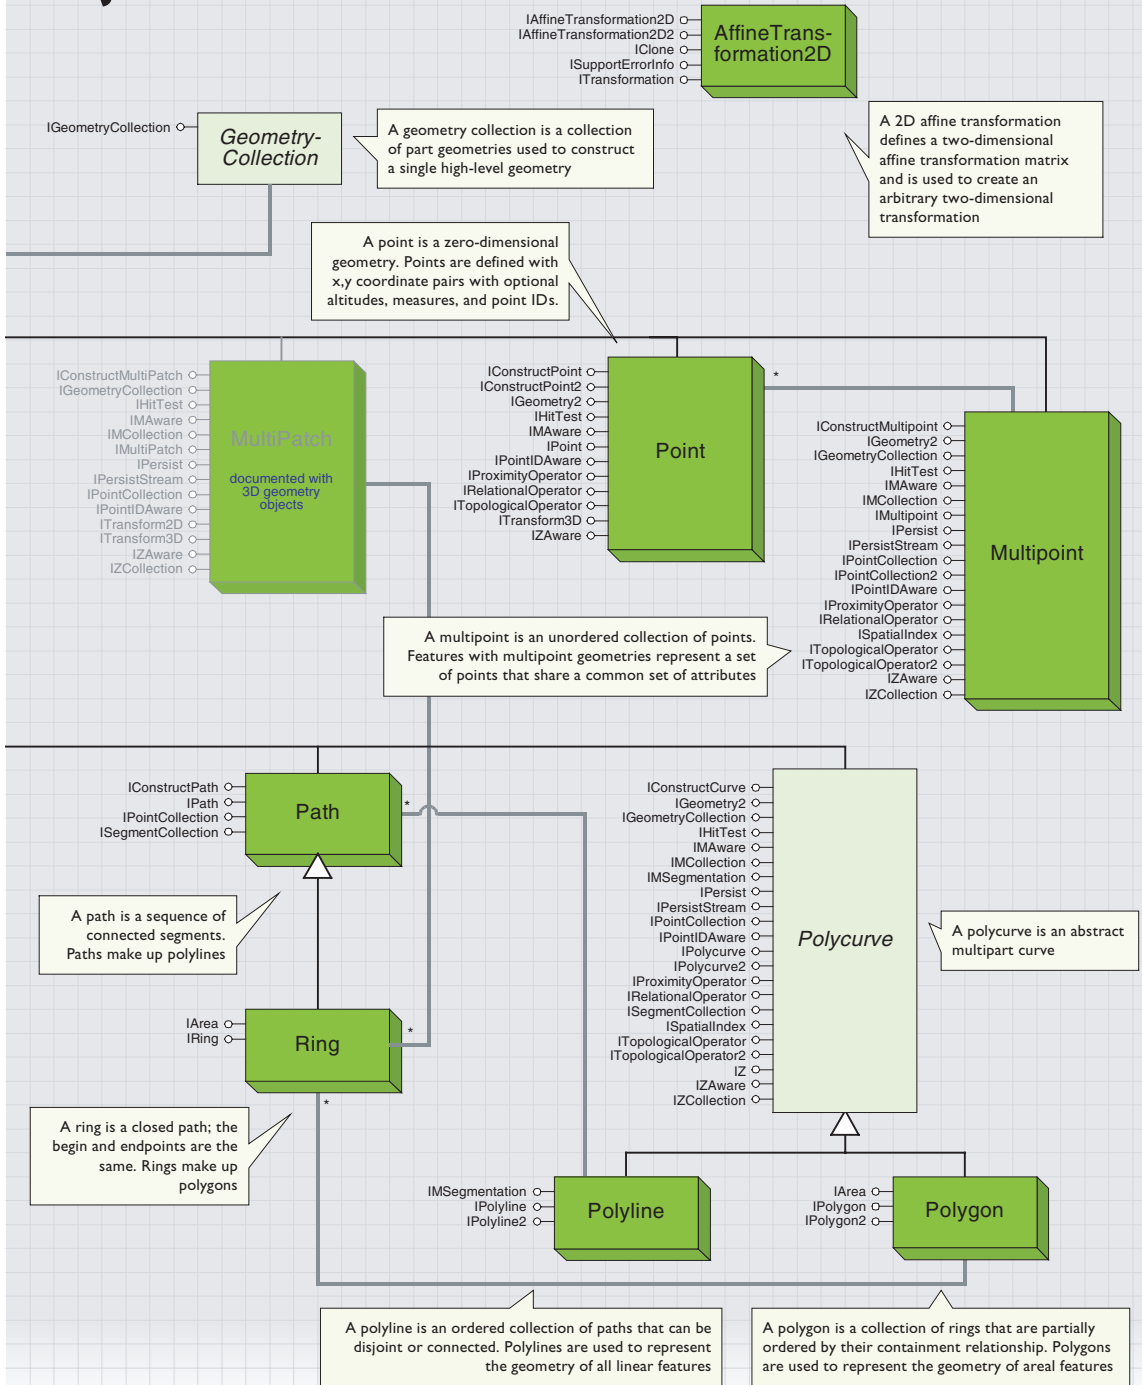 IAffineTransformation2D
IAffineTransformation2D2
IClone
ISupportErrorInfo
ITransformation
AffineTrans-
formation2D
IGeometryCollection
Geometry-
Collection
A geometry collection is a collection
of part geometries used to construct
a single high-level geometry
A 2D affine transformation
defines a two-dimensional
affine transformation matrix
and is used to create an
arbitrary two-dimensional
transformation
A point is a zero-dimensional
geometry. Points are defined with
x,y coordinate pairs with optional
altitudes, measures, and point IDs.
IConstructMultiPatch
IGeometryCollection
IHitTest
IMAware
IMCollection
IMultiPatch
IPersist
IPersistStream
IPointCollection
IPointIDAware
ITransform2D
ITransform3D
IZAware
IZCollection
MultiPatch
documented with
3D geometry
objects
IConstructPoint
IConstructPoint2
IGeometry2
IHitTest
IMAware
IPoint
IPointIDAware
IProximityOperator
IRelationalOperator
ITopologicalOperator
ITransform3D
IZAware
Point
*
IConstructMultipoint
IGeometry2
IGeometryCollection
IHitTest
IMAware
IMCollection
IMultipoint
IPersist
IPersistStream
IPointCollection
IPointCollection2
IPointIDAware
IProximityOperator
IRelationalOperator
ISpatialIndex
ITopologicalOperator
ITopologicalOperator2
IZAware
IZCollection
Multipoint
A multipoint is an unordered collection of points.
Features with multipoint geometries represent a set
of points that share a common set of attributes
IConstructPath
IPath
IPointCollection
ISegmentCollection
Path
*
A path is a sequence of
connected segments.
Paths make up polylines
IArea
IRing
Ring
*
*
A ring is a closed path; the
begin and endpoints are the
same. Rings make up
polygons
IConstructCurve
IGeometry2
IGeometryCollection
IHitTest
IMAware
IMCollection
IMSegmentation
IPersist
IPersistStream
IPointCollection
IPointIDAware
IPolycurve
IPolycurve2
IProximityOperator
IRelationalOperator
ISegmentCollection
ISpatialIndex
ITopologicalOperator
ITopologicalOperator2
IZ
IZAware
IZCollection
Polycurve
A polycurve is an abstract
multipart curve
IMSegmentation
IPolyline
IPolyline2
Polyline
IArea
IPolygon
IPolygon2
Polygon
A polyline is an ordered collection of paths that can be
disjoint or connected. Polylines are used to represent
the geometry of all linear features
A polygon is a collection of rings that are partially
ordered by their containment relationship. Polygons
are used to represent the geometry of areal features